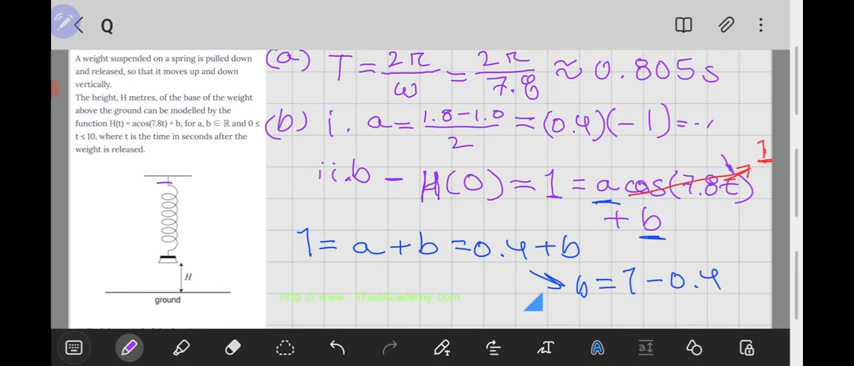 Q
A weight suspended on a spring is pulled down
and released, so that it moves up and down
vertically.
The height, H metres, of the base of the weight
above the ground can be modelled by the
function H(t) = acos(7.8t) + b, for a, b ∈ ℝ and 0 ≤
t ≤ 10, where t is the time in seconds after the
weight is released.
H
ground
(a) T = 2π/ω = 2π/7.8 ≈ 0.805s
(b) i. a = (1.8-1.0)/2 = (0.4)(-1) = -.
ii. b - H(0) = 1 = a cos(7.8t) 1
+ b
1 = a + b = 0.4 + b
b = 1 - 0.4